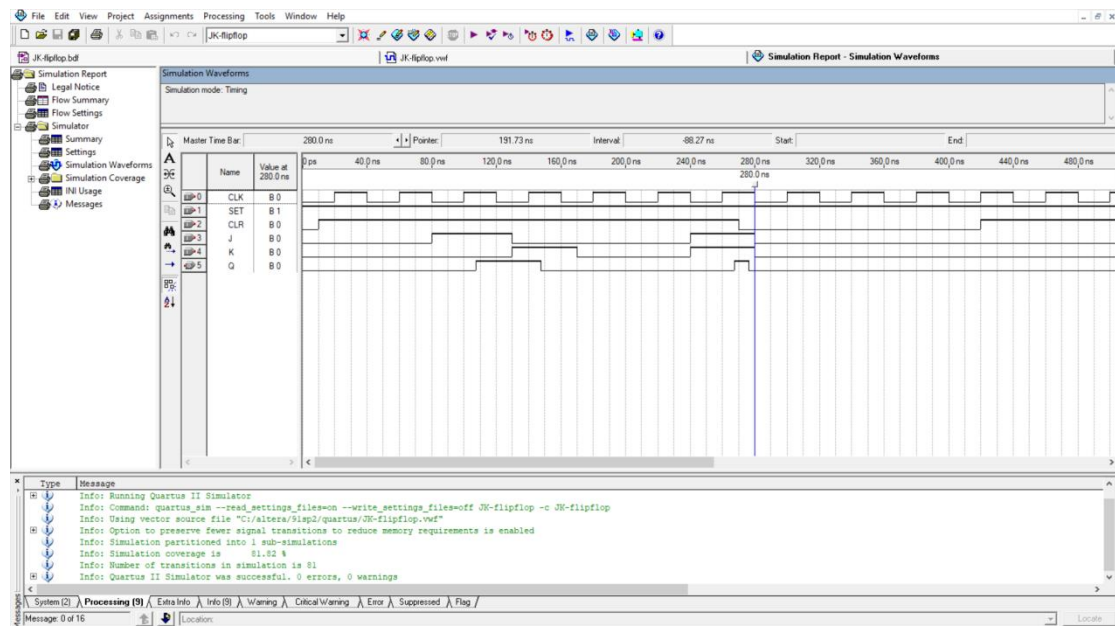 File Edit View Project Assignments Processing Tools Window Help
JK-flipflop
JK-flipflop.bdf JK-flipflop.vwf Simulation Report - Simulation Waveforms
Simulation Report
Legal Notice
Flow Summary
Flow Settings
Simulator
Summary
Settings
Simulation Waveforms
Simulation Coverage
INI Usage
Messages
Simulation Waveforms
Simulation mode: Timing
Master Time Bar: 280.0 ns Pointer: 191.73 ns Interval: -88.27 ns Start: End:
Name Value at 280.0 ns
0 ps 40.0 ns 80.0 ns 120.0 ns 160.0 ns 200.0 ns 240.0 ns 280.0 ns 320.0 ns 360.0 ns 400.0 ns 440.0 ns 480.0 ns
280.0 ns
0 CLK B 0
1 SET B 1
2 CLR B 0
3 J B 0
4 K B 0
5 Q B 0
Type Message
Info: Running Quartus II Simulator
Info: Command: quartus_sim --read_settings_files=on --write_settings_files=off JK-flipflop -c JK-flipflop
Info: Using vector source file "C:/altera/91sp2/quartus/JK-flipflop.vwf"
Info: Option to preserve fewer signal transitions to reduce memory requirements is enabled
Info: Simulation partitioned into 1 sub-simulations
Info: Simulation coverage is 81.82 %
Info: Number of transitions in simulation is 81
Info: Quartus II Simulator was successful. 0 errors, 0 warnings
System (2) Processing (9) Extra Info Info (9) Warning Critical Warning Error Suppressed Flag
Messages
Message: 0 of 16 Location: Locate